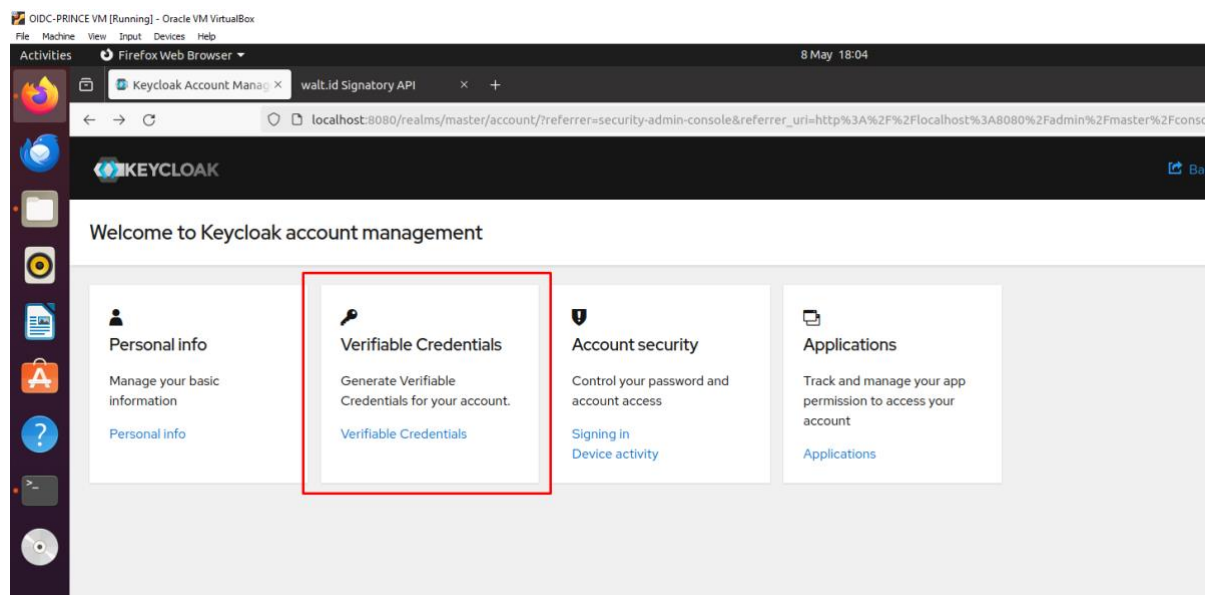 OIDC-PRINCE VM [Running] - Oracle VM VirtualBox
File Machine View Input Devices Help
Activities Firefox Web Browser 8 May 18:04
Keycloak Account Manag × walt.id Signatory API × +
localhost:8080/realms/master/account/?referrer=security-admin-console&referrer_uri=http%3A%2F%2Flocalhost%3A8080%2Fadmin%2Fmaster%2Fconso
KEYCLOAK Ba
Welcome to Keycloak account management
Personal info
Manage your basic
information
Personal info
Verifiable Credentials
Generate Verifiable
Credentials for your account.
Verifiable Credentials
Account security
Control your password and
account access
Signing in
Device activity
Applications
Track and manage your app
permission to access your
account
Applications